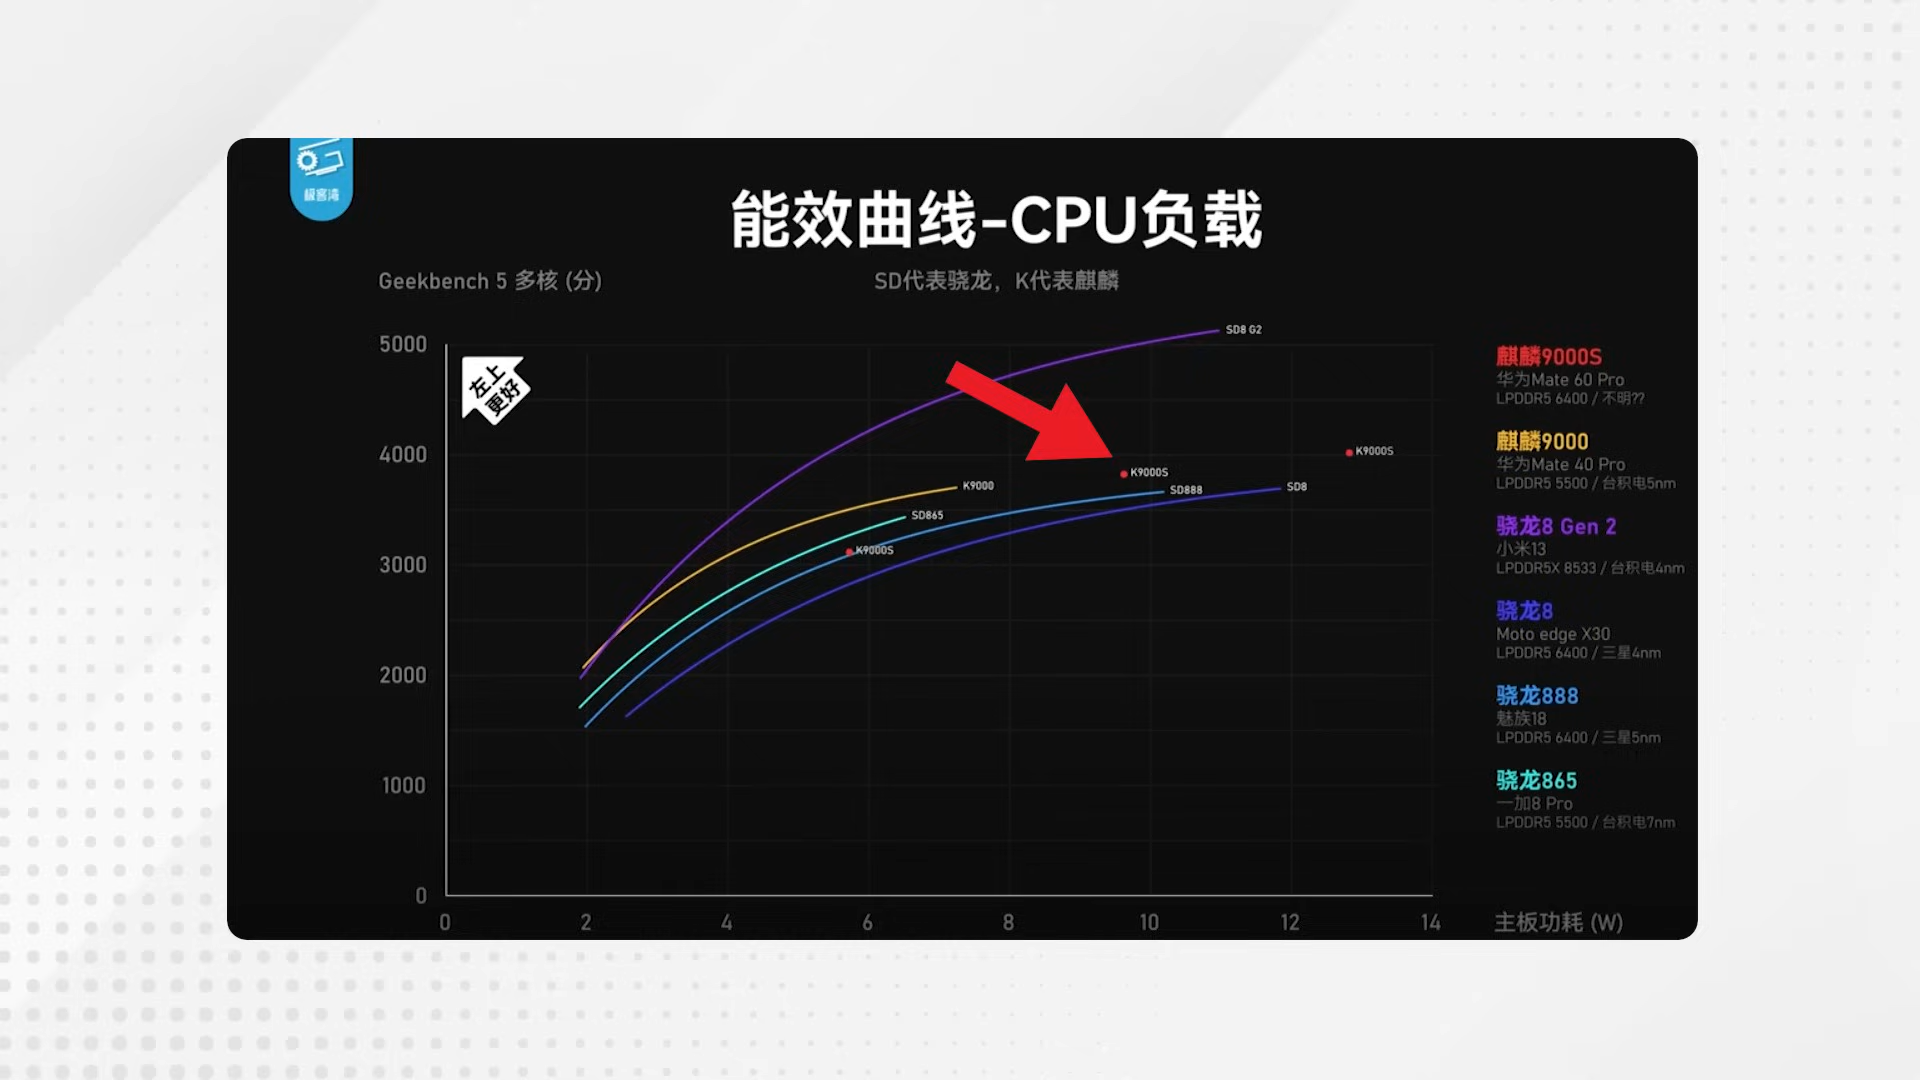 极客湾
能效曲线-CPU负载
Geekbench 5 多核 (分)
SD代表骁龙，K代表麒麟
5000
4000
3000
2000
1000
0
左上
更好
SD8 G2
K9000S
K9000S
SD888
SD8
K9000
SD865
K9000S
0
2
4
6
8
10
12
14
主板功耗 (W)
麒麟9000S
华为Mate 60 Pro
LPDDR5 6400 / 不明??
麒麟9000
华为Mate 40 Pro
LPDDR5 5500 / 台积电5nm
骁龙8 Gen 2
小米13
LPDDR5X 8533 / 台积电4nm
骁龙8
Moto edge X30
LPDDR5 6400 / 三星4nm
骁龙888
魅族18
LPDDR5 6400 / 三星5nm
骁龙865
一加8 Pro
LPDDR5 5500 / 台积电7nm